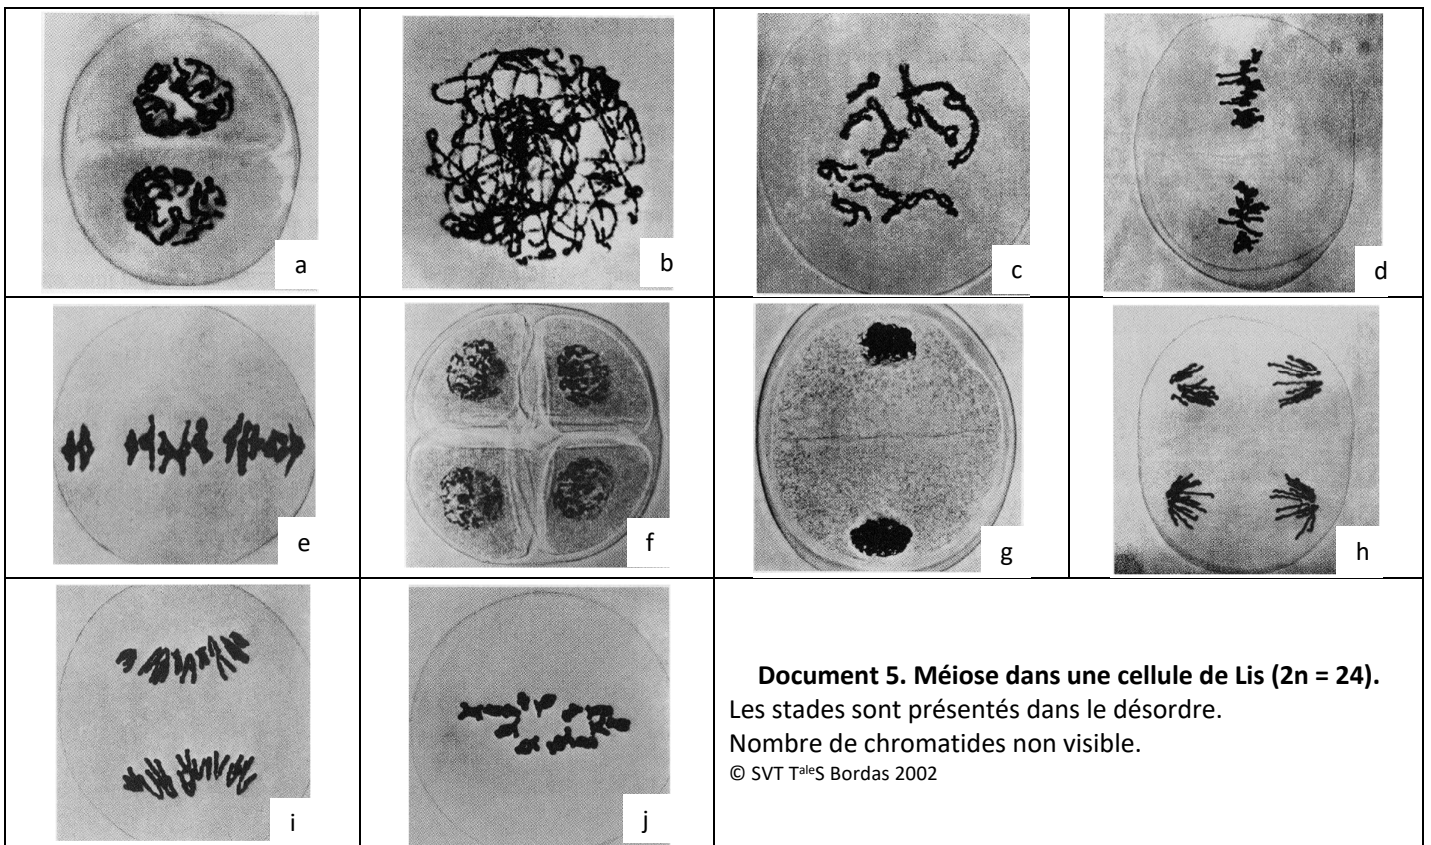 a
b
c
d
e
f
g
h
i
j
Document 5. Méiose dans une cellule de Lis (2n = 24).
Les stades sont présentés dans le désordre.
Nombre de chromatides non visible.
© SVT TaleS Bordas 2002